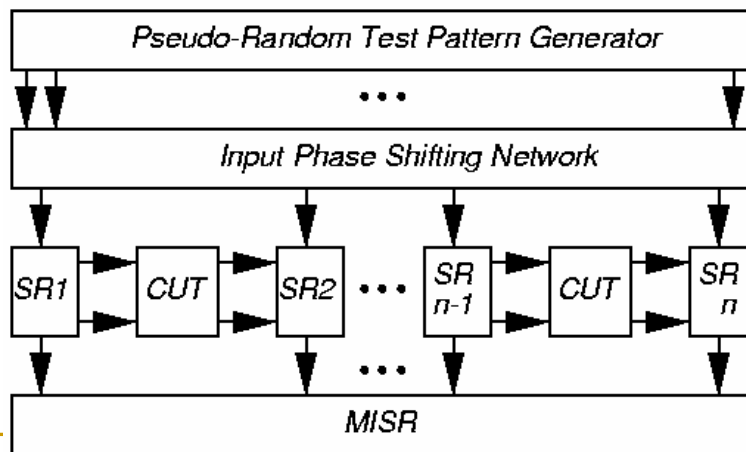 Pseudo-Random Test Pattern Generator
Input Phase Shifting Network
SR1 CUT SR2 SR n-1 CUT SR n
MISR